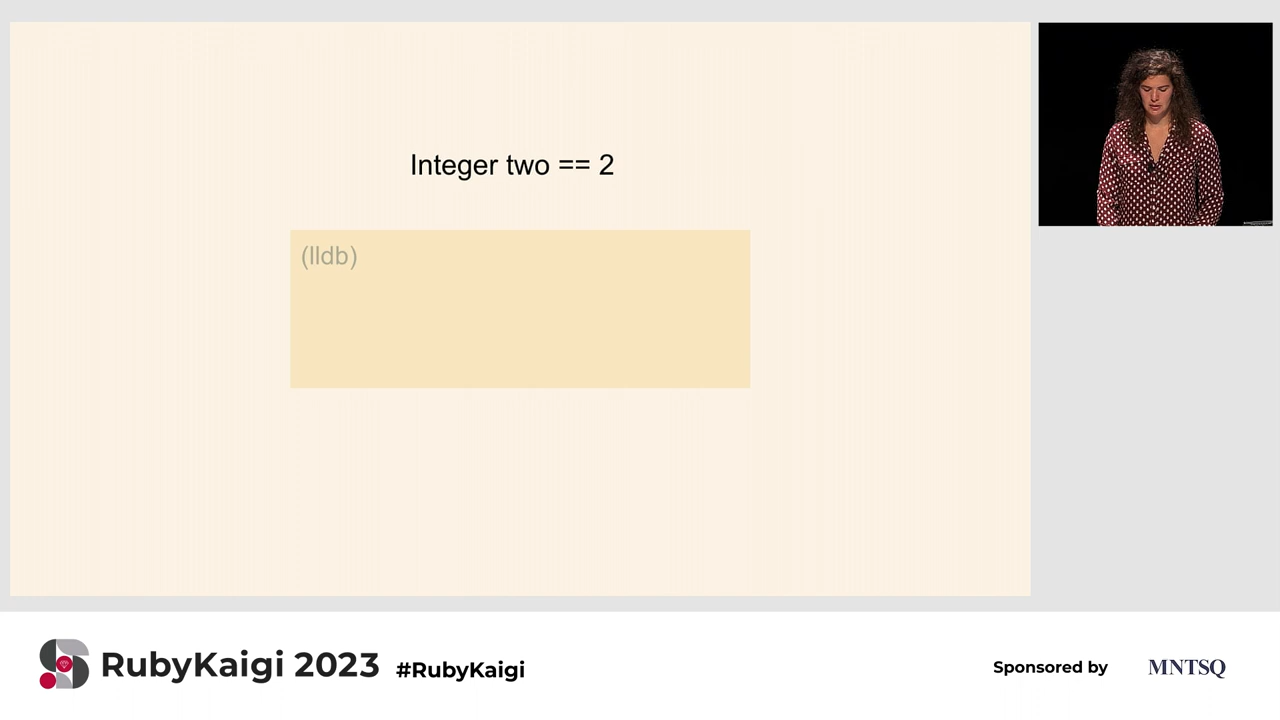 Integer two == 2
(lldb)
RubyKaigi 2023 #RubyKaigi
Sponsored by MNTSQ